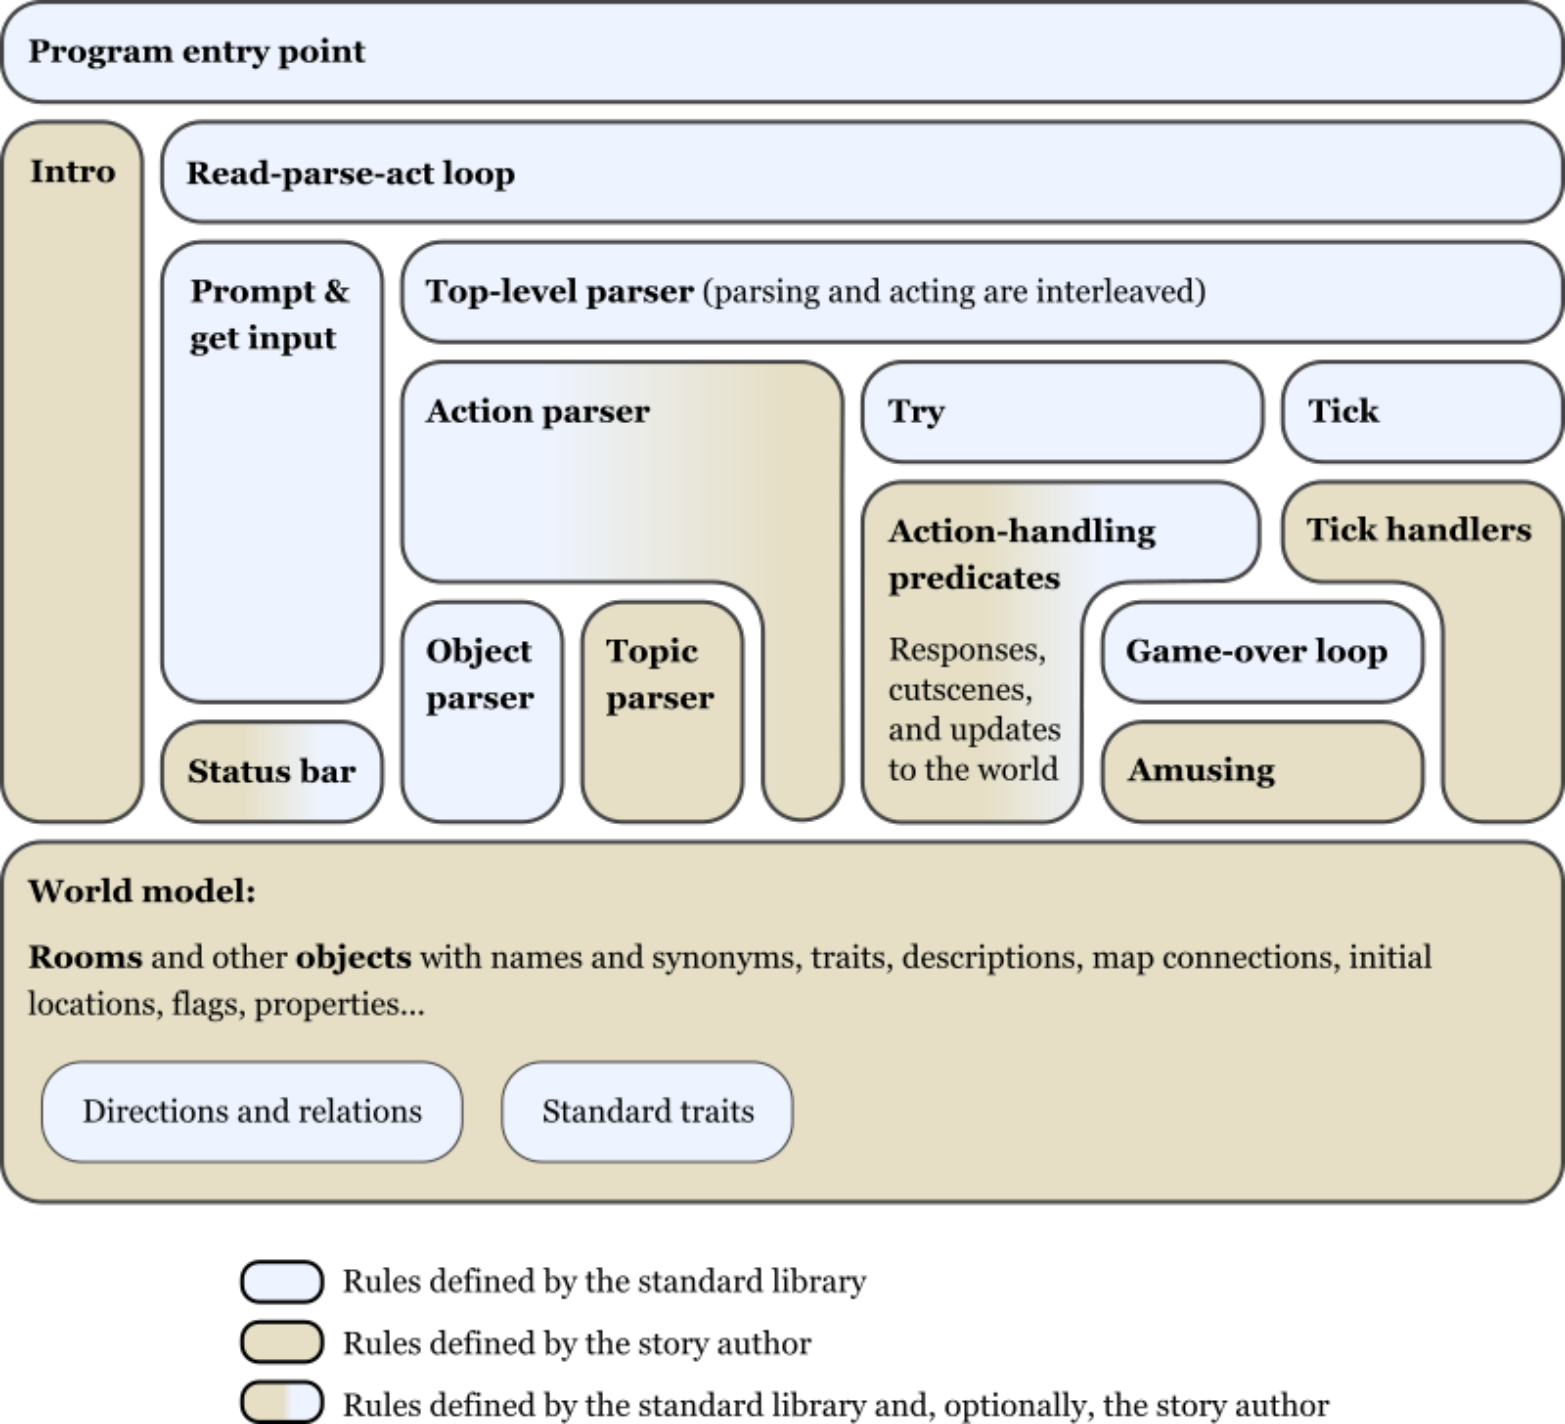 Program entry point
Intro
Read-parse-act loop
Prompt &
get input
Top-level parser (parsing and acting are interleaved)
Action parser
Try
Tick
Action-handling
predicates
Tick handlers
Responses,
cutscenes,
and updates
to the world
Object
parser
Topic
parser
Game-over loop
Status bar
Amusing
World model:
Rooms and other objects with names and synonyms, traits, descriptions, map connections, initial
locations, flags, properties...
Directions and relations
Standard traits
Rules defined by the standard library
Rules defined by the story author
Rules defined by the standard library and, optionally, the story author